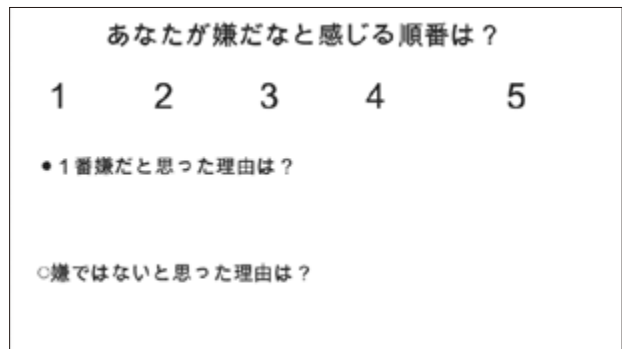 あなたが嫌だなと感じる順番は？
1 2 3 4 5
●１番嫌だと思った理由は？
○嫌ではないと思った理由は？